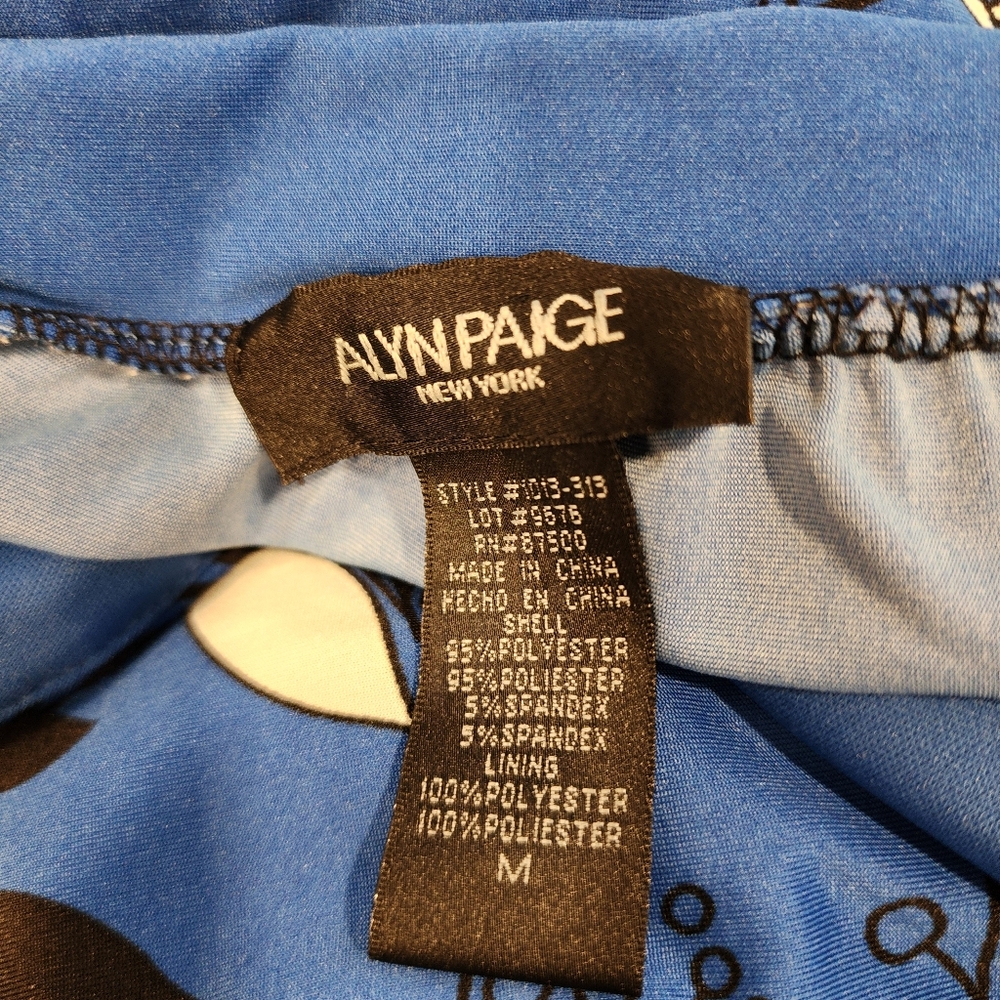 ALYN PAIGE
NEW YORK
STYLE #1013-313
LOT #9576
RN#87500
MADE IN CHINA
HECHO EN CHINA
SHELL
95%POLYESTER
95%POLIESTER
5%SPANDEX
5%SPANDEX
LINING
100%POLYESTER
100%POLIESTER
M